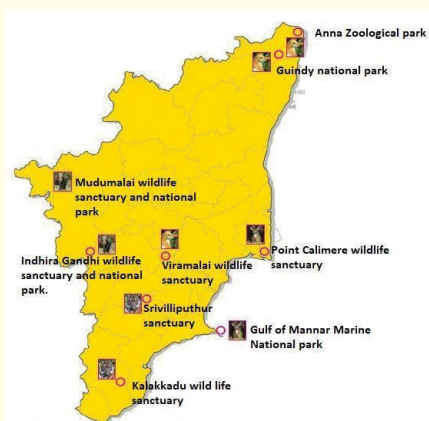 Anna Zoological park
Guindy national park
Mudumalai wildlife
sanctuary and national
park
Indhira Gandhi wildlife
sanctuary and national
park.
Viramalai wildlife
sanctuary
Point Calimere wildlife
sanctuary
Srivilliputhur
sanctuary
Gulf of Mannar Marine
National park
Kalakkadu wild life
sanctuary